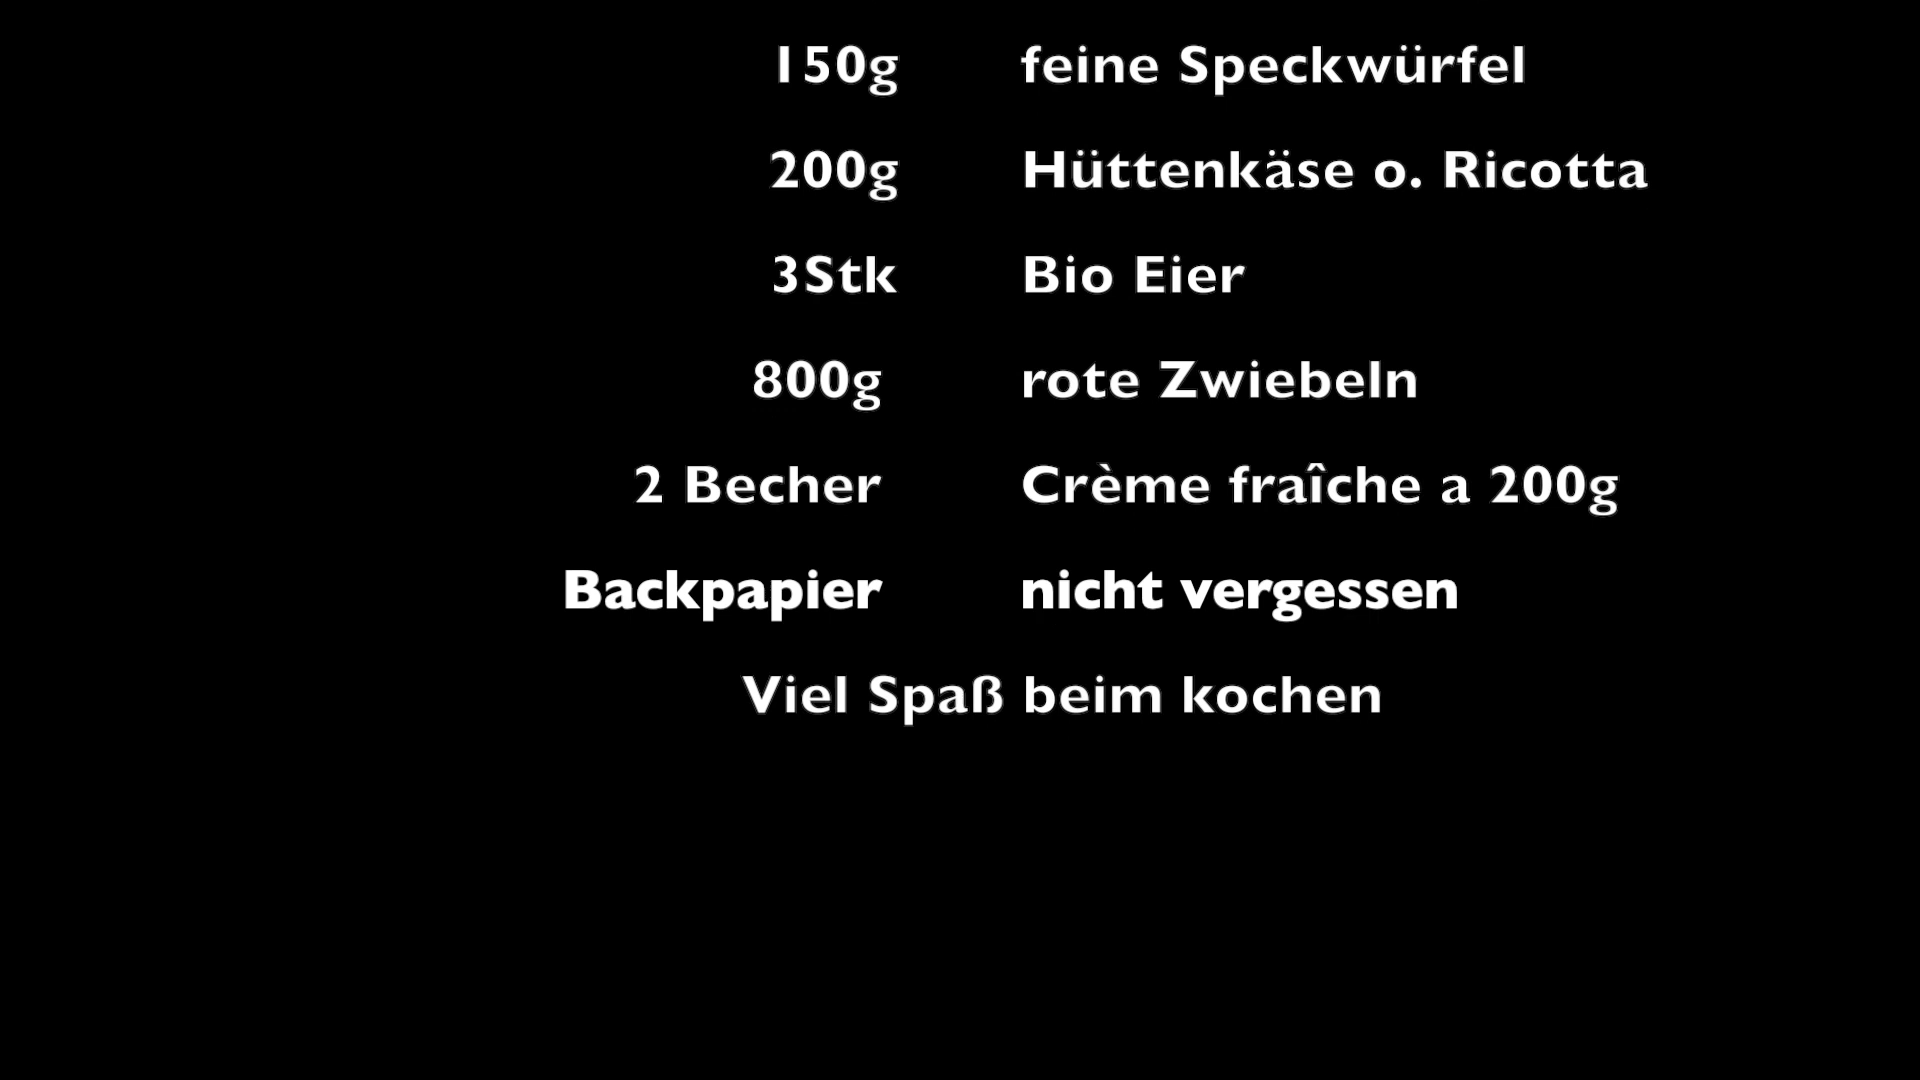 150g feine Speckwürfel
200g Hüttenkäse o. Ricotta
3Stk Bio Eier
800g rote Zwiebeln
2 Becher Crème fraîche a 200g
Backpapier nicht vergessen
Viel Spaß beim kochen